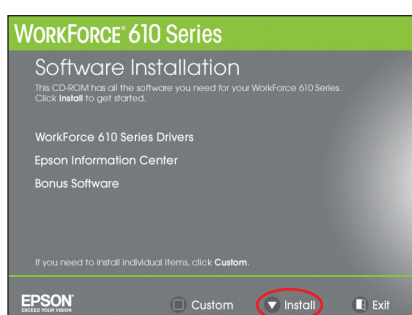 WORKFORCE® 610 Series
Software Installation
This CD-ROM has all the software you need for your WorkForce 610 Series.
Click Install to get started.
WorkForce 610 Series Drivers
Epson Information Center
Bonus Software
If you need to install individual items, click Custom.
EPSON®
EXCEED YOUR VISION
Custom
Install
Exit